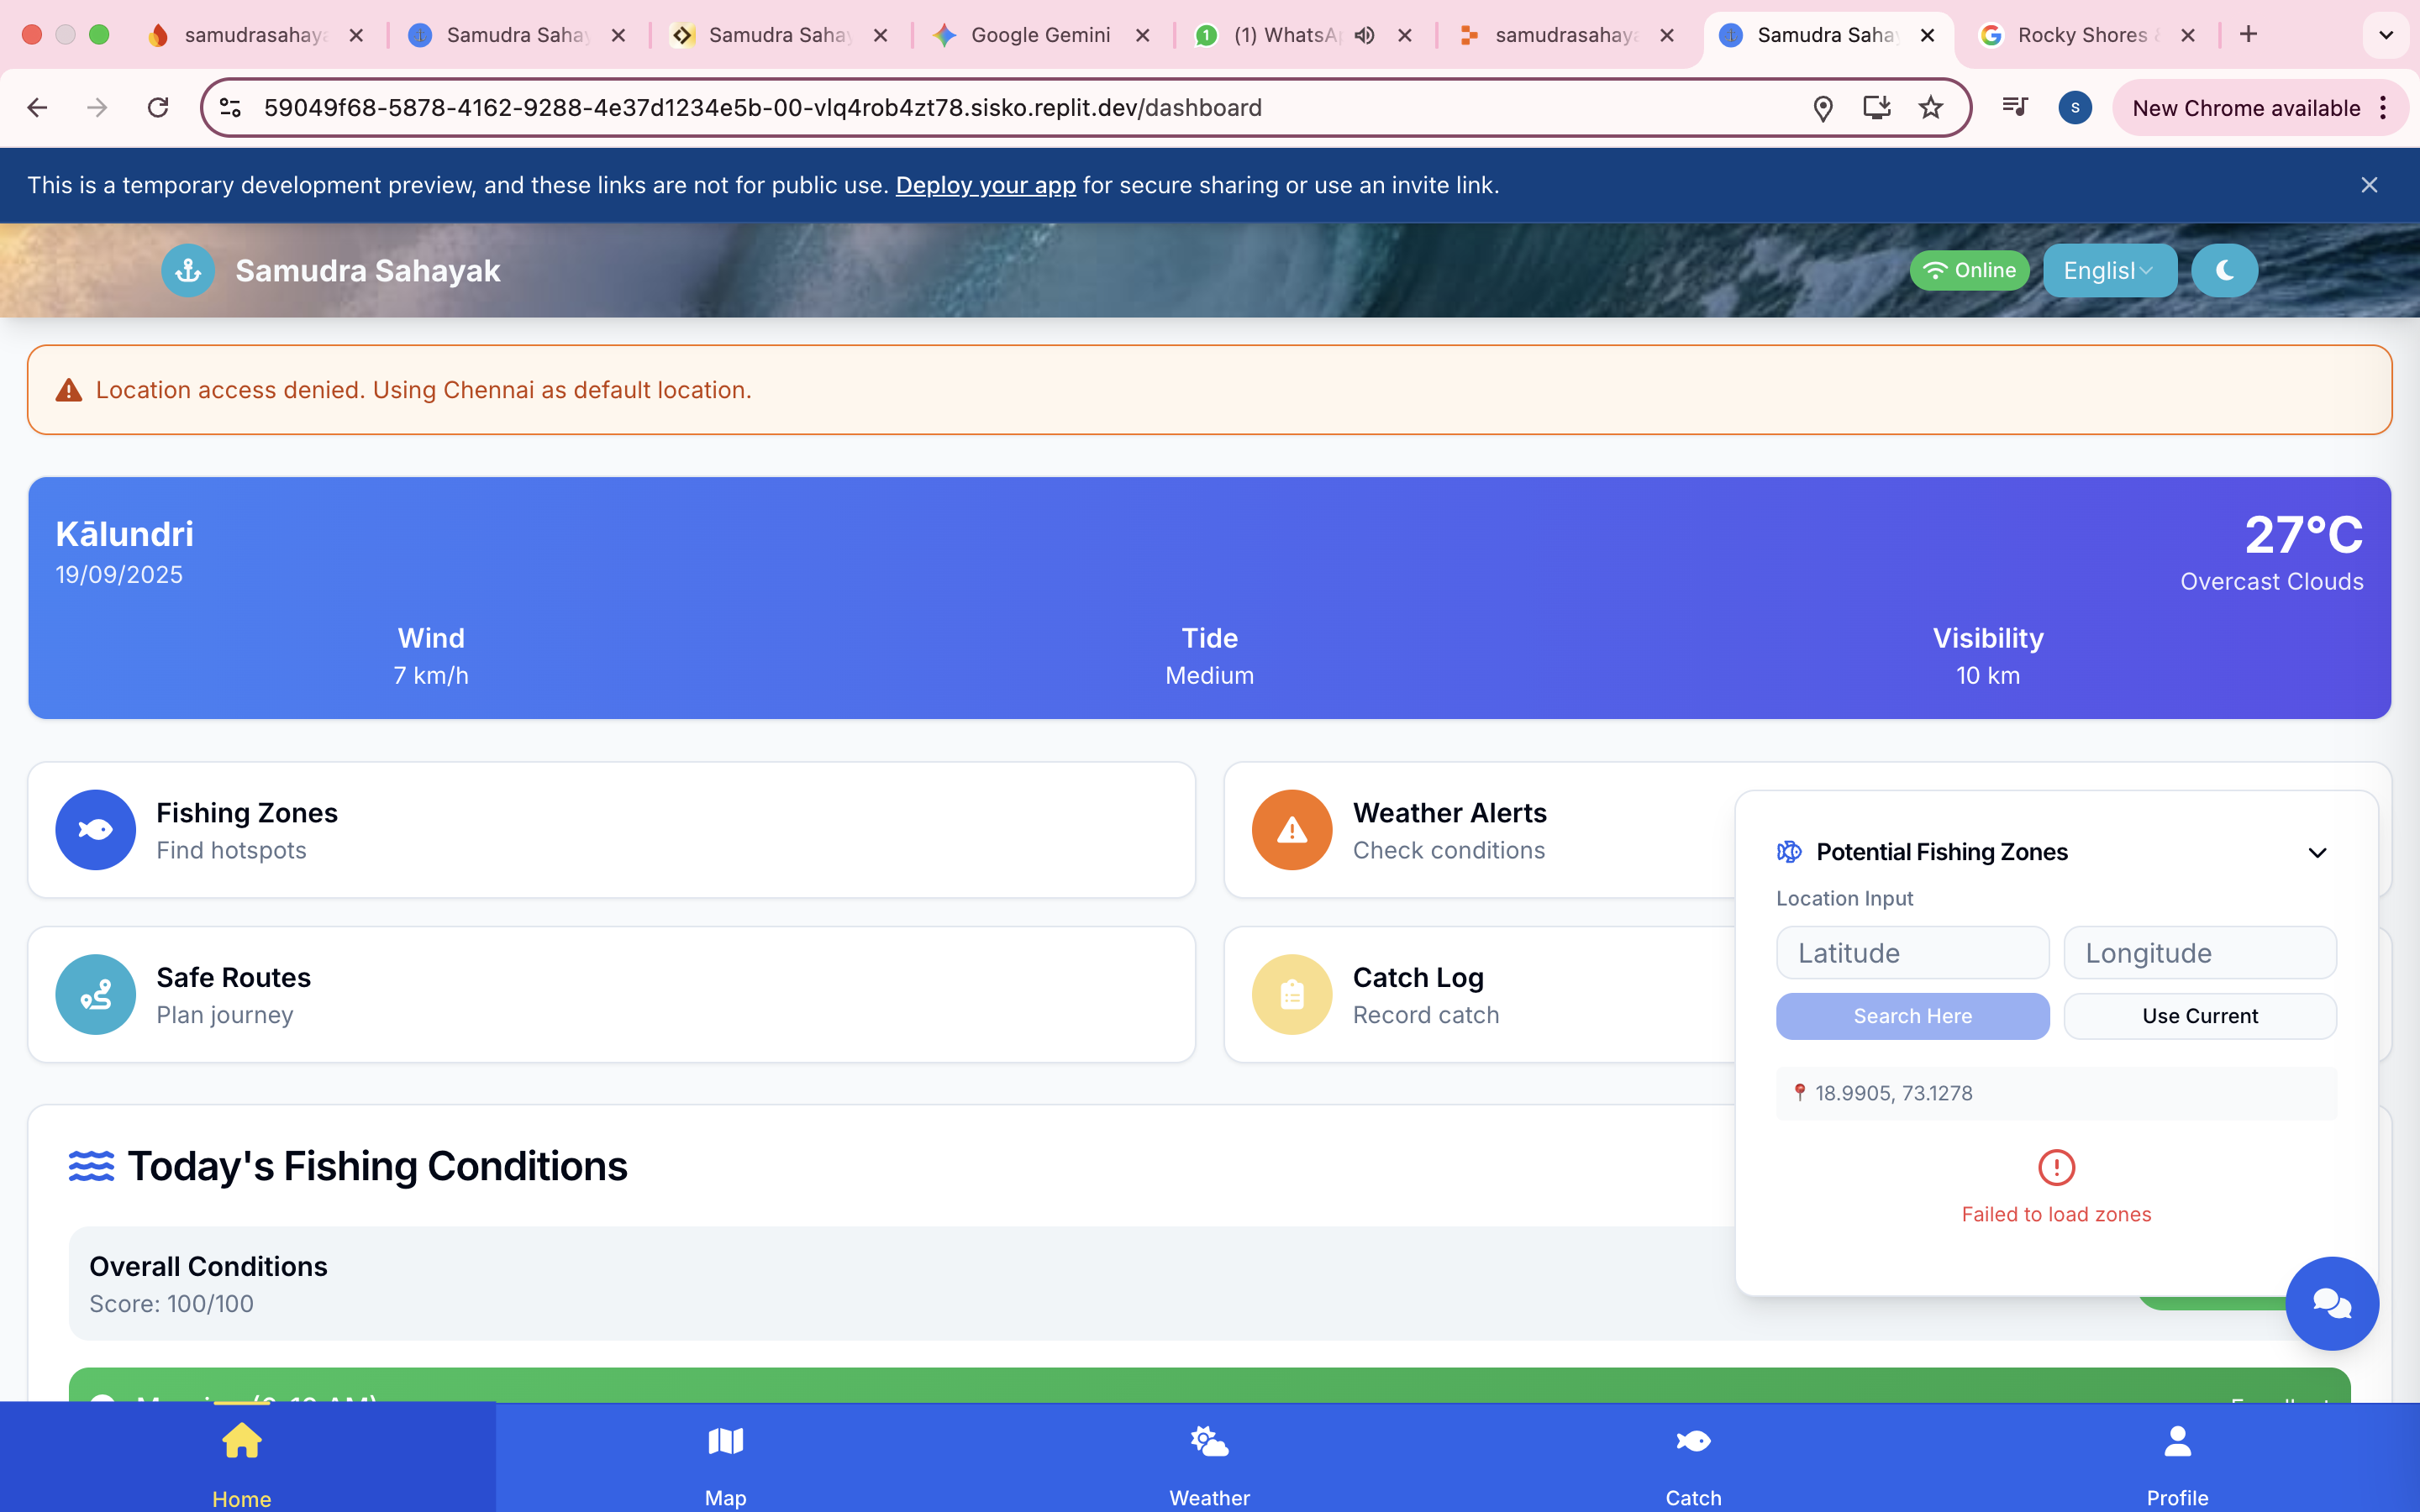 samudrasahaya
Samudra Sahay
Samudra Sahay
Google Gemini
1 (1) WhatsA
samudrasahaya
Samudra Sahay
Rocky Shores
59049f68-5878-4162-9288-4e37d1234e5b-00-vlq4rob4zt78.sisko.replit.dev/dashboard
s
New Chrome available
This is a temporary development preview, and these links are not for public use. Deploy your app for secure sharing or use an invite link.
Samudra Sahayak
Online
Englisl
Location access denied. Using Chennai as default location.
Kālundri
19/09/2025
27°C
Overcast Clouds
Wind
7 km/h
Tide
Medium
Visibility
10 km
Fishing Zones
Find hotspots
Weather Alerts
Check conditions
Safe Routes
Plan journey
Catch Log
Record catch
Potential Fishing Zones
Location Input
Latitude
Longitude
Search Here
Use Current
18.9905, 73.1278
Failed to load zones
Today's Fishing Conditions
Overall Conditions
Score: 100/100
Home
Map
Weather
Catch
Profile